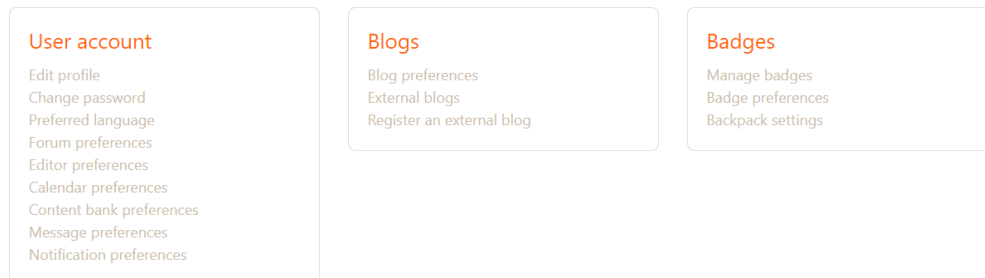 User account
Edit profile
Change password
Preferred language
Forum preferences
Editor preferences
Calendar preferences
Content bank preferences
Message preferences
Notification preferences
Blogs
Blog preferences
External blogs
Register an external blog
Badges
Manage badges
Badge preferences
Backpack settings